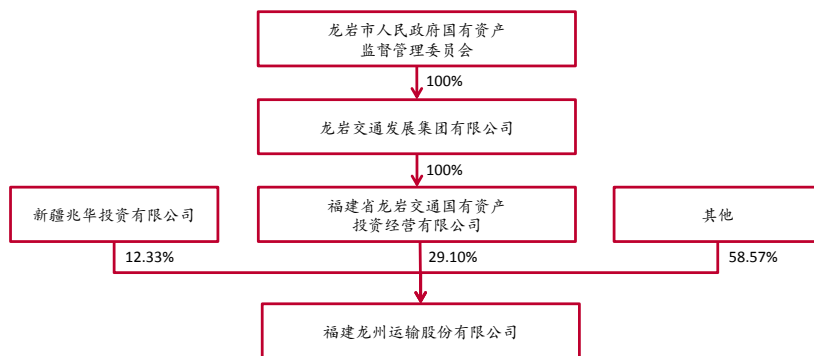 龙岩市人民政府国有资产
监督管理委员会
100%
龙岩交通发展集团有限公司
100%
新疆兆华投资有限公司
福建省龙岩交通国有资产
投资经营有限公司
其他
12.33%
29.10%
58.57%
福建龙州运输股份有限公司